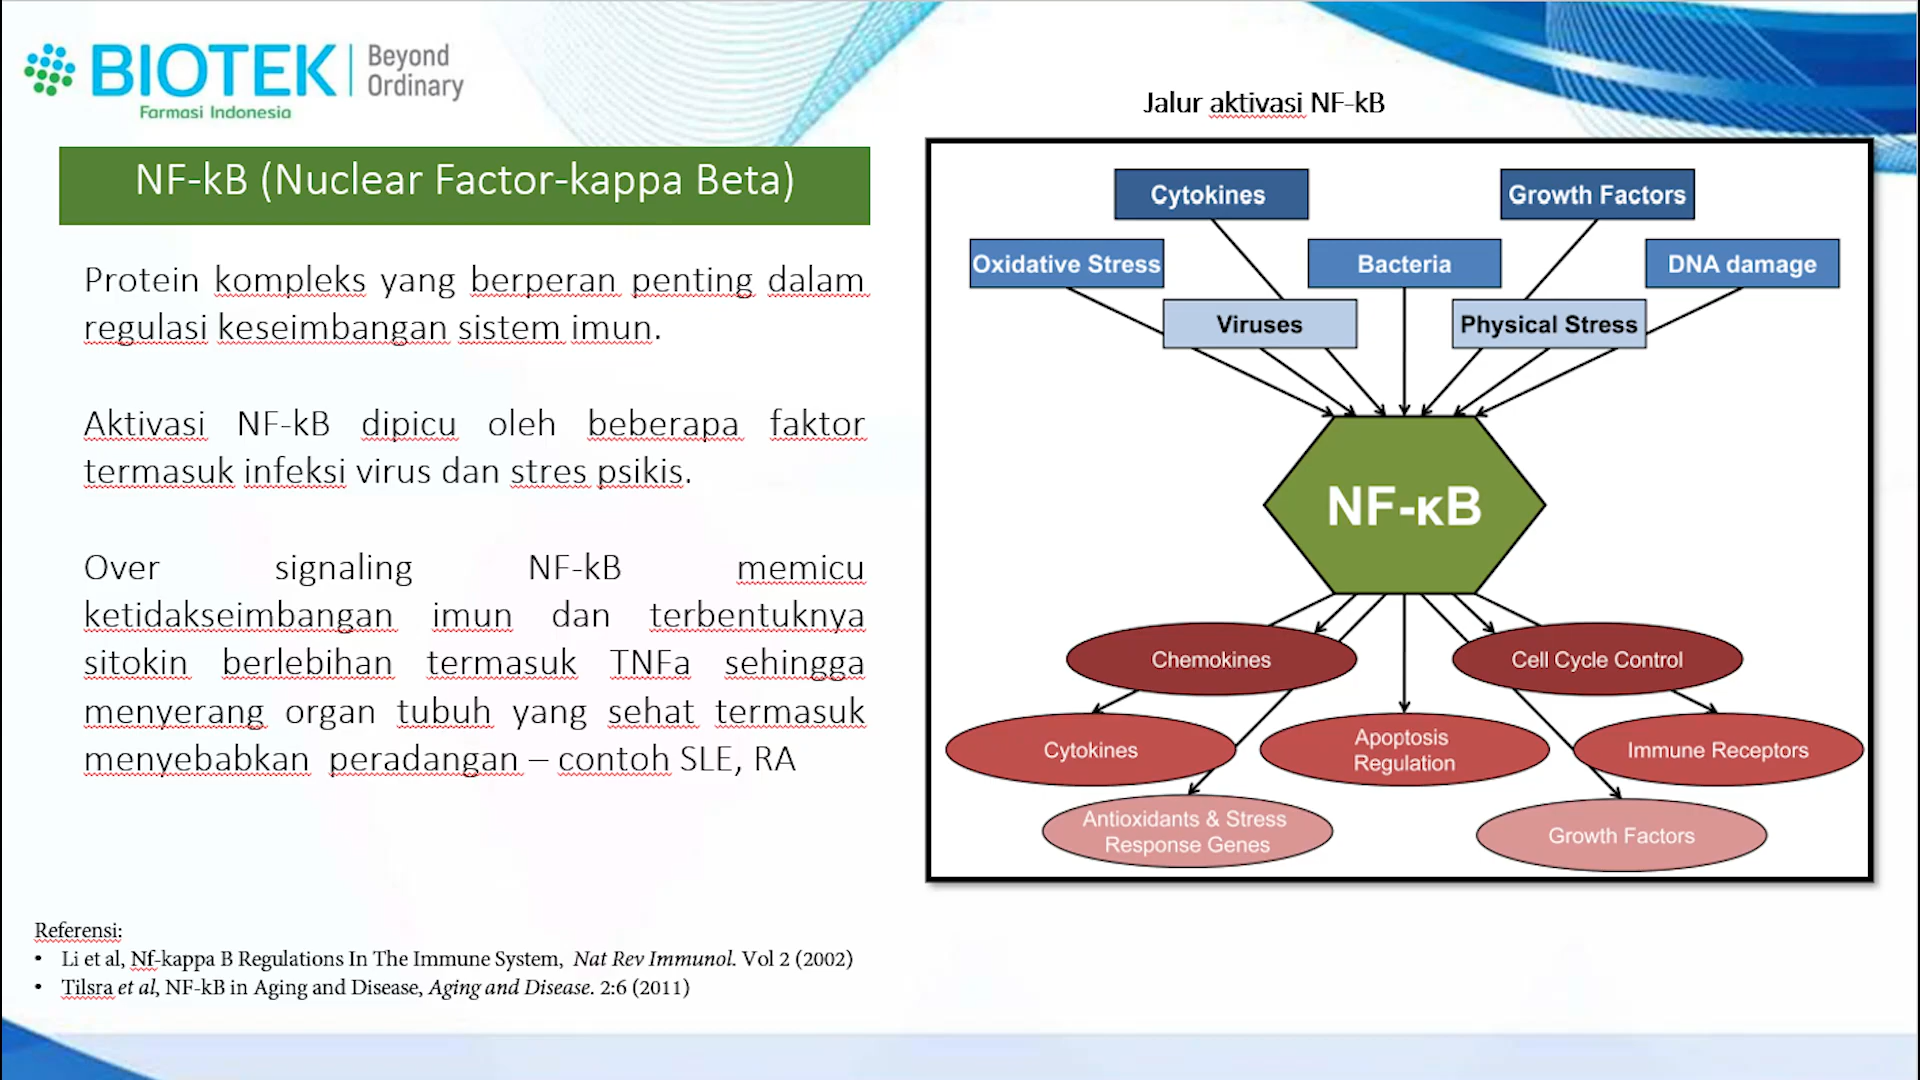 BIOTEK
Beyond
Ordinary
Farmasi Indonesia
NF-kB (Nuclear Factor-kappa Beta)
Protein kompleks yang berperan penting dalam
regulasi keseimbangan sistem imun.
Aktivasi NF-kB dipicu oleh beberapa faktor
termasuk infeksi virus dan stres psikis.
Over signaling NF-kB memicu
ketidakseimbangan imun dan terbentuknya
sitokin berlebihan termasuk TNFa sehingga
menyerang organ tubuh yang sehat termasuk
menyebabkan peradangan – contoh SLE, RA
Referensi:
• Li et al, Nf-kappa B Regulations In The Immune System, Nat Rev Immunol. Vol 2 (2002)
• Tilsra et al, NF-kB in Aging and Disease, Aging and Disease. 2:6 (2011)
Jalur aktivasi NF-kB
Cytokines
Growth Factors
Oxidative Stress
Bacteria
DNA damage
Viruses
Physical Stress
NF-κB
Chemokines
Cell Cycle Control
Cytokines
Apoptosis
Regulation
Immune Receptors
Antioxidants & Stress
Response Genes
Growth Factors